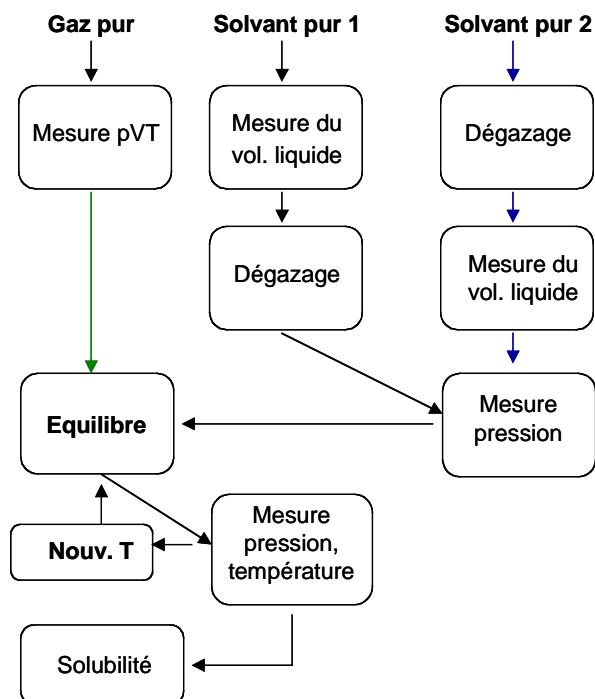 Gaz pur
Solvant pur 1
Solvant pur 2
Mesure pVT
Mesure du
vol. liquide
Dégazage
Dégazage
Mesure du
vol. liquide
Equilibre
Mesure
pression
Nouv. T
Mesure
pression,
température
Solubilité